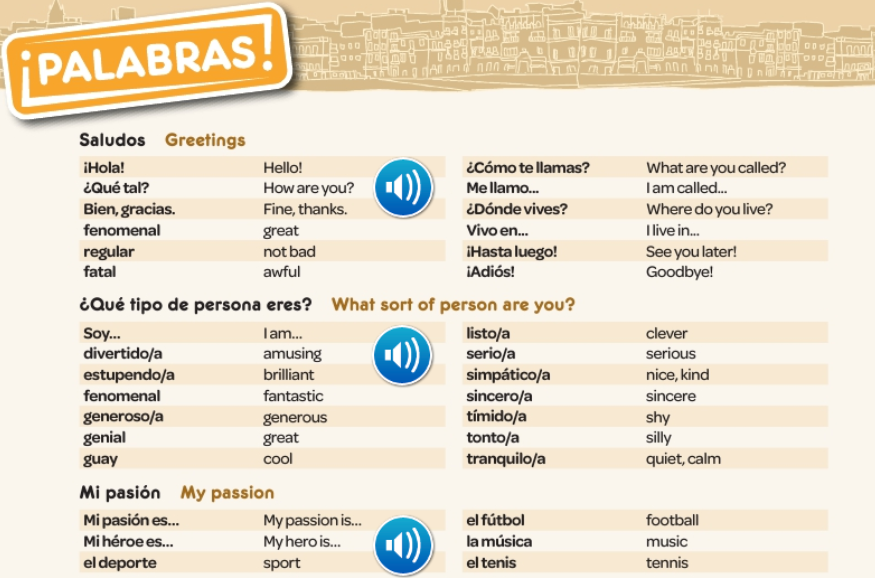 ¡PALABRAS!
Saludos Greetings
¡Hola! Hello!
¿Qué tal? How are you?
Bien, gracias. Fine, thanks.
fenomenal great
regular not bad
fatal awful
¿Cómo te llamas? What are you called?
Me llamo... I am called...
¿Dónde vives? Where do you live?
Vivo en... I live in...
¡Hasta luego! See you later!
¡Adiós! Goodbye!
¿Qué tipo de persona eres? What sort of person are you?
Soy... I am...
divertido/a amusing
estupendo/a brilliant
fenomenal fantastic
generoso/a generous
genial great
guay cool
listo/a clever
serio/a serious
simpático/a nice, kind
sincero/a sincere
tímido/a shy
tonto/a silly
tranquilo/a quiet, calm
Mi pasión My passion
Mi pasión es... My passion is...
Mi héroe es... My hero is...
el deporte sport
el fútbol football
la música music
el tenis tennis